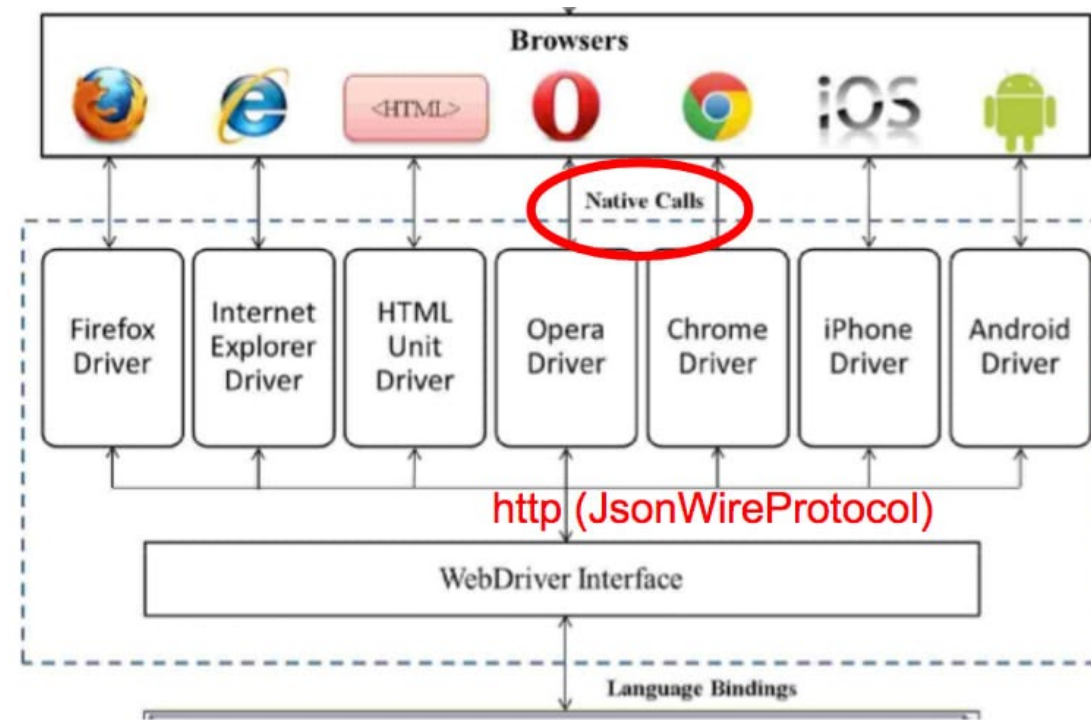 Browsers
<HTML>
iOS
Native Calls
Firefox
Driver
Internet
Explorer
Driver
HTML
Unit
Driver
Opera
Driver
Chrome
Driver
iPhone
Driver
Android
Driver
http (JsonWireProtocol)
WebDriver Interface
Language Bindings